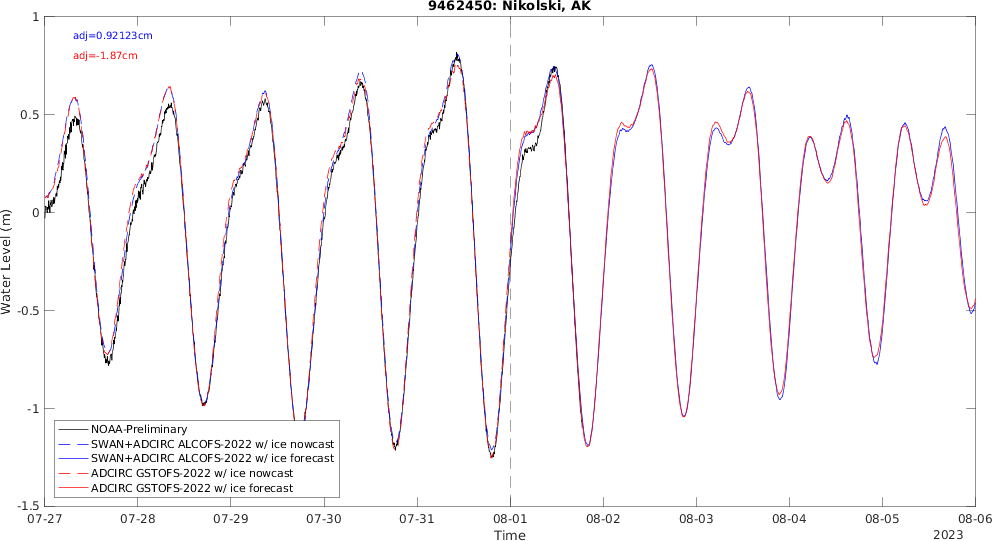 9462450: Nikolski, AK
adj=0.92123cm
adj=-1.87cm
Water Level (m)
1
0.5
0
-0.5
-1
-1.5
NOAA-Preliminary
SWAN+ADCIRC ALCOFS-2022 w/ ice nowcast
SWAN+ADCIRC ALCOFS-2022 w/ ice forecast
ADCIRC GSTOFS-2022 w/ ice nowcast
ADCIRC GSTOFS-2022 w/ ice forecast
07-27 07-28 07-29 07-30 07-31 08-01 08-02 08-03 08-04 08-05 08-06
Time
2023